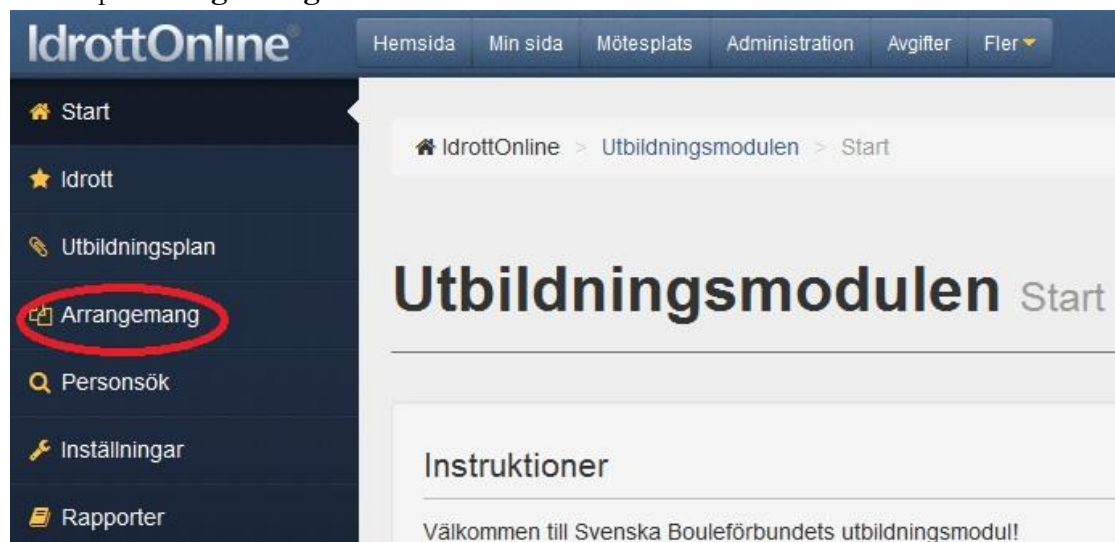 IdrottOnline
Hemsida Min sida Mötesplats Administration Avgifter Fler
Start
Idrott
Utbildningsplan
Arrangemang
Personsök
Inställningar
Rapporter
IdrottOnline > Utbildningsmodulen > Start
Utbildningsmodulen Start
Instruktioner
Välkommen till Svenska Bouleförbundets utbildningsmodul!